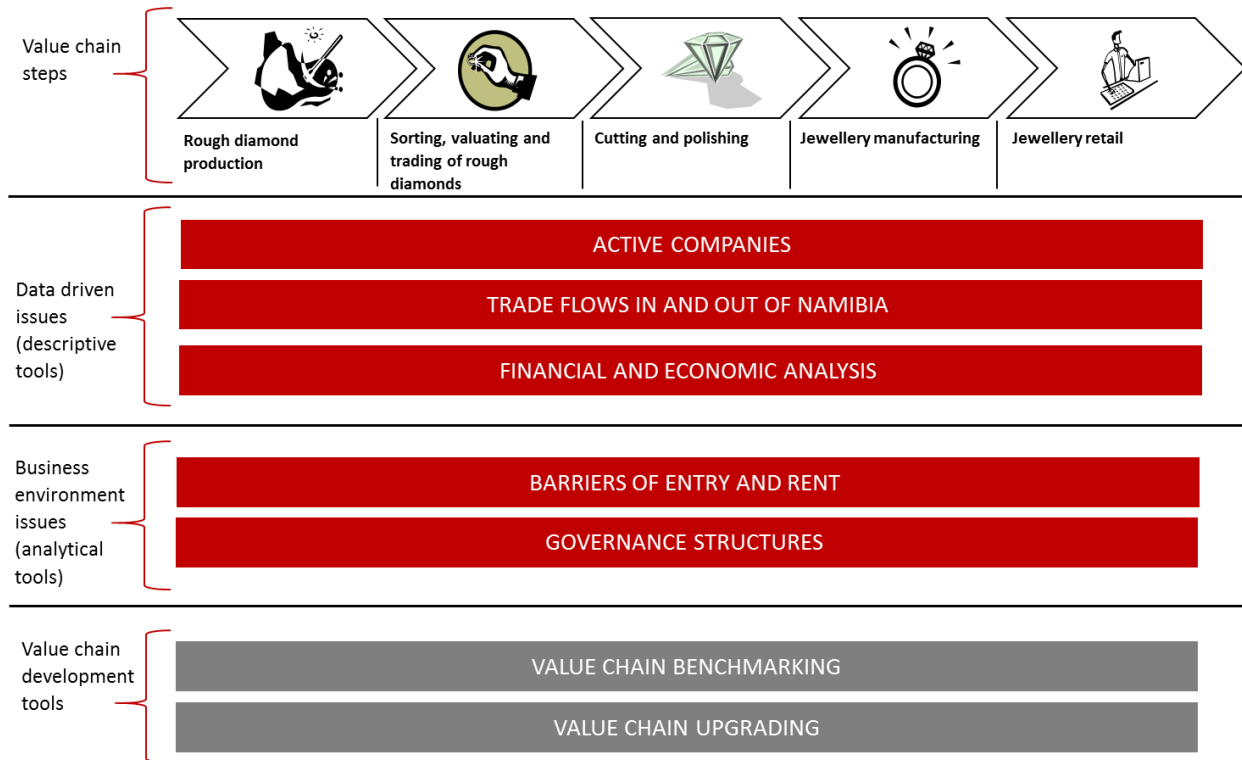 Value chain
steps
Rough diamond
production
Sorting, valuating and
trading of rough
diamonds
Cutting and polishing
Jewellery manufacturing
Jewellery retail
Data driven
issues
(descriptive
tools)
ACTIVE COMPANIES
TRADE FLOWS IN AND OUT OF NAMIBIA
FINANCIAL AND ECONOMIC ANALYSIS
Business
environment
issues
(analytical
tools)
BARRIERS OF ENTRY AND RENT
GOVERNANCE STRUCTURES
Value chain
development
tools
VALUE CHAIN BENCHMARKING
VALUE CHAIN UPGRADING